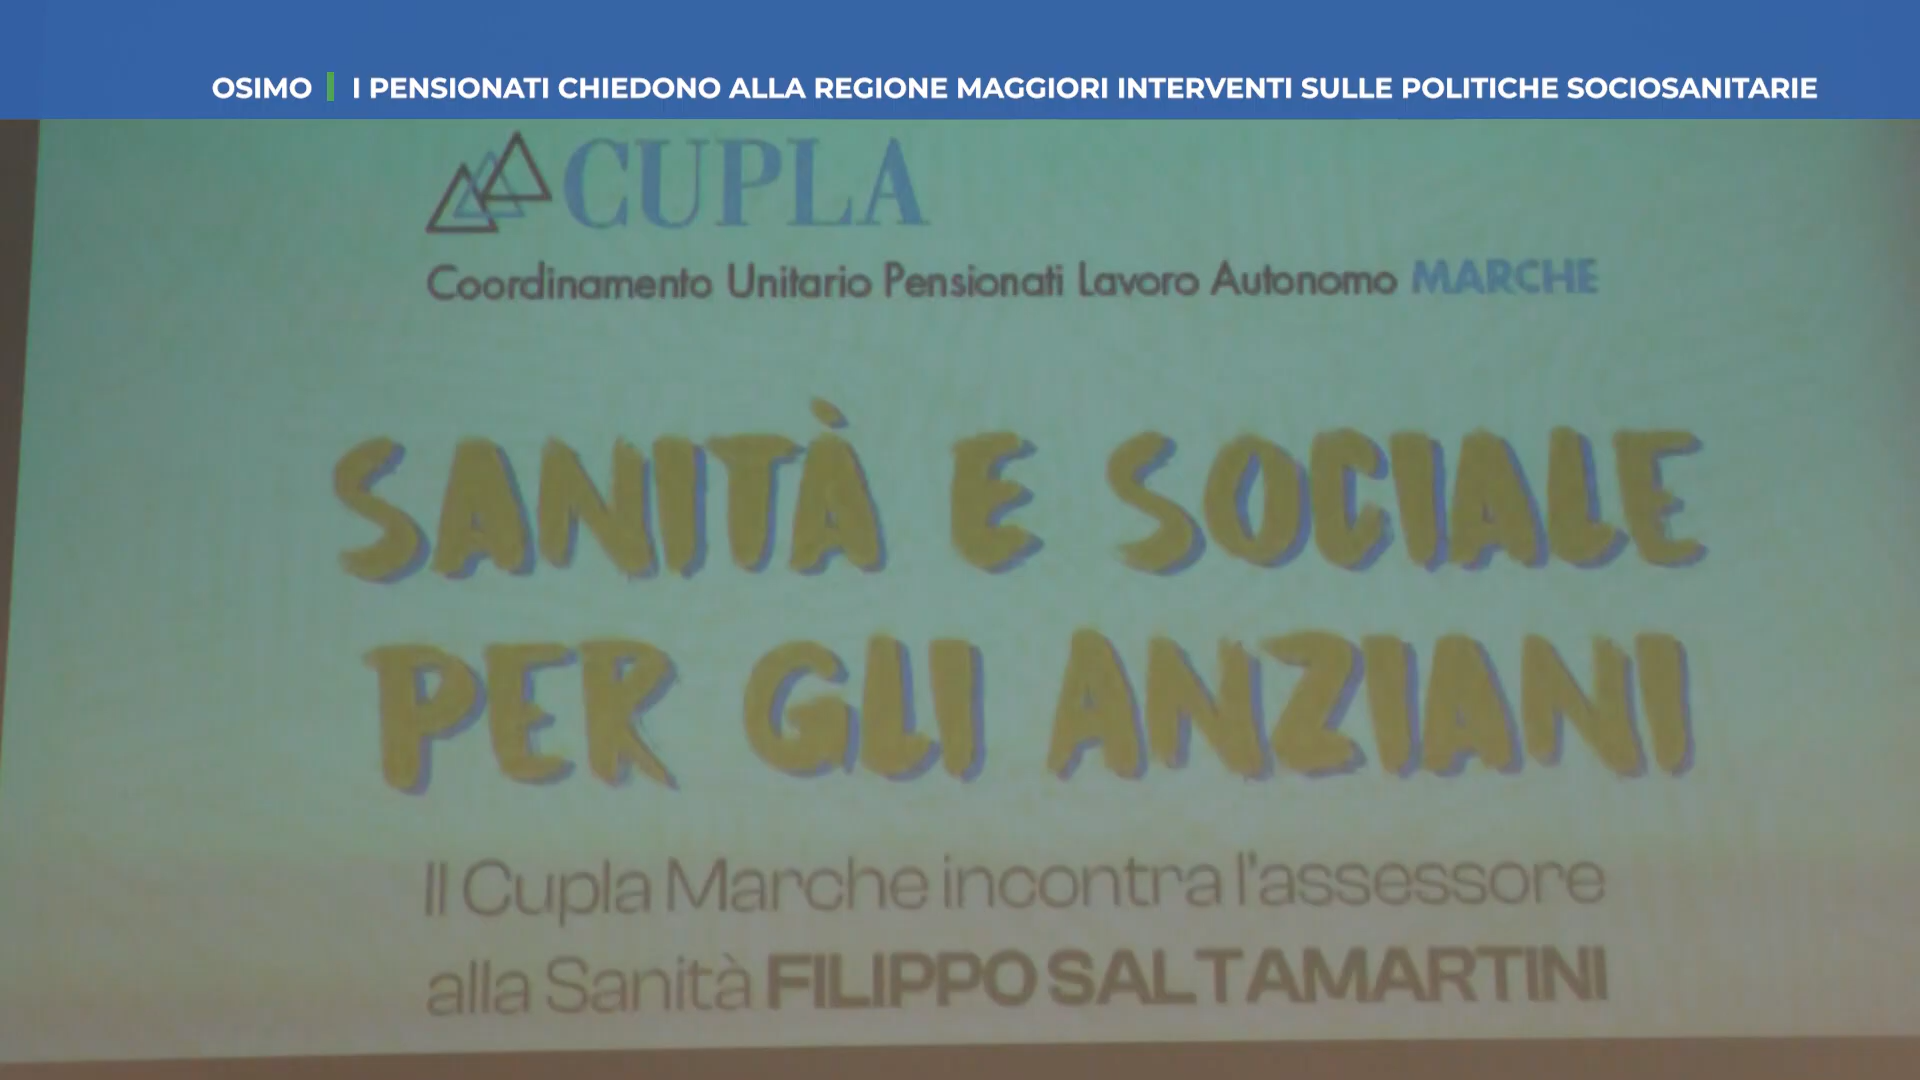 OSIMO | I PENSIONATI CHIEDONO ALLA REGIONE MAGGIORI INTERVENTI SULLE POLITICHE SOCIOSANITARIE
CUPLA
Coordinamento Unitario Pensionati Lavoro Autonomo MARCHE
SANITÀ E SOCIALE
PER GLI ANZIANI
Il Cupla Marche incontra l'assessore
alla Sanità FILIPPO SALTAMARTINI